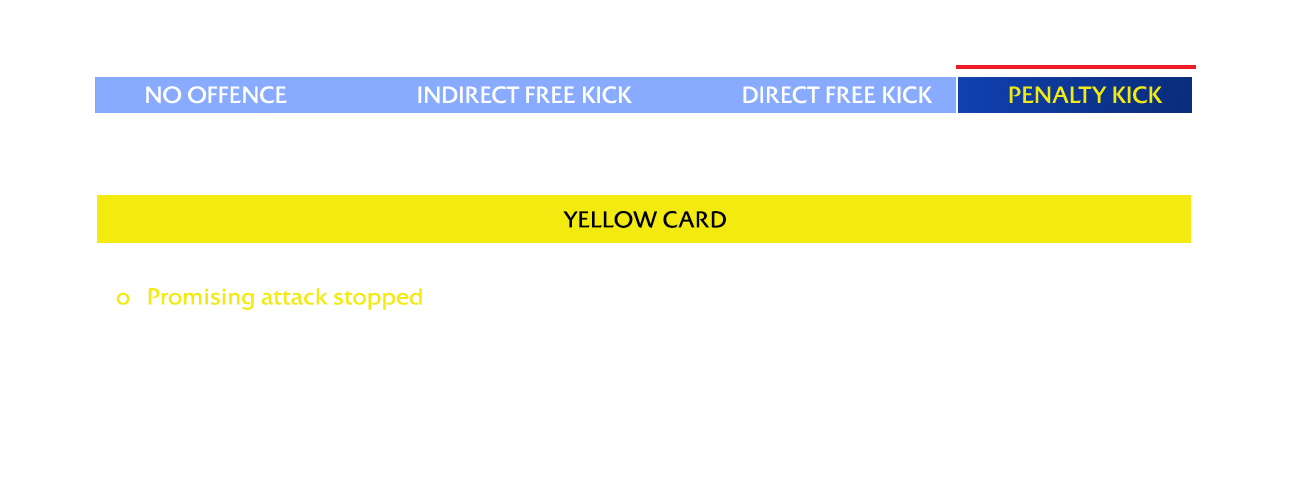 NO OFFENCE INDIRECT FREE KICK DIRECT FREE KICK PENALTY KICK
YELLOW CARD
o Promising attack stopped